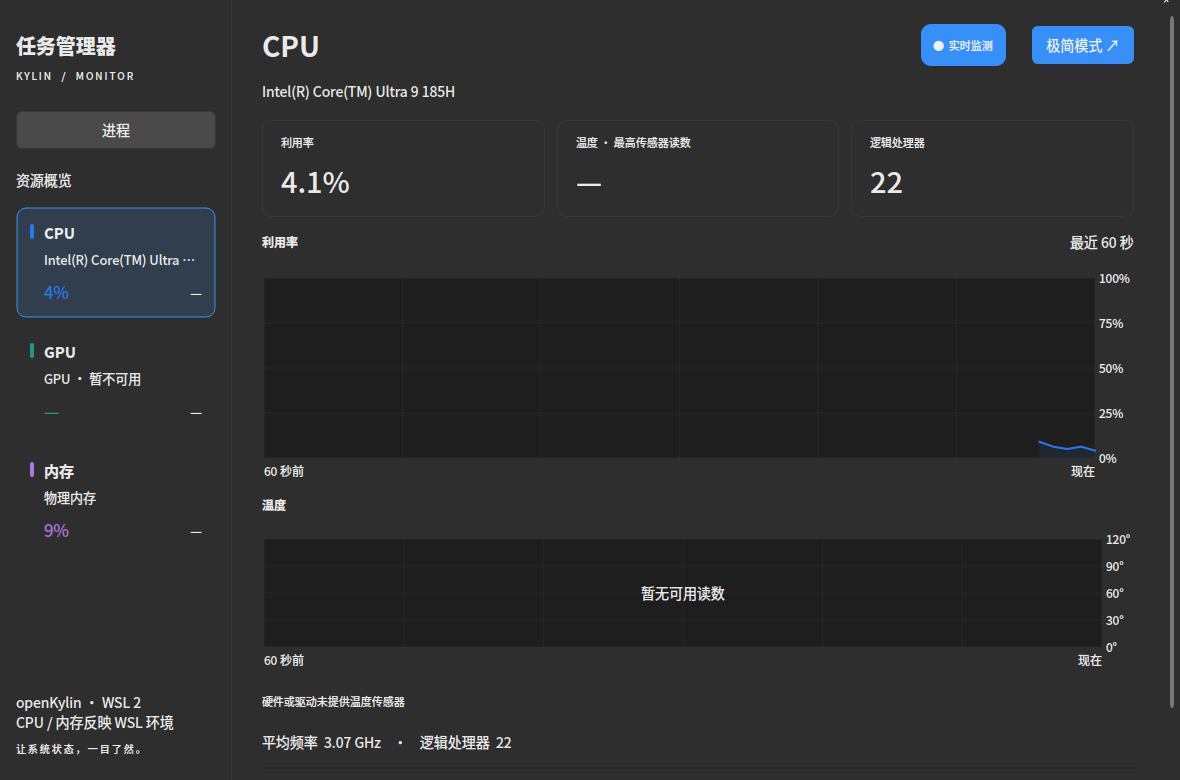 任务管理器
KYLIN / MONITOR
进程
资源概览
CPU
Intel(R) Core(TM) Ultra ···
4%
—
GPU
GPU · 暂不可用
—
—
内存
物理内存
9%
—
openKylin · WSL 2
CPU / 内存反映 WSL 环境
让系统状态，一目了然。
CPU
● 实时监测
极简模式 ↗
Intel(R) Core(TM) Ultra 9 185H
利用率
4.1%
温度 · 最高传感器读数
—
逻辑处理器
22
利用率
最近 60 秒
100%
75%
50%
25%
0%
60 秒前
现在
温度
120°
90°
60°
30°
0°
暂无可用读数
60 秒前
现在
硬件或驱动未提供温度传感器
平均频率 3.07 GHz · 逻辑处理器 22